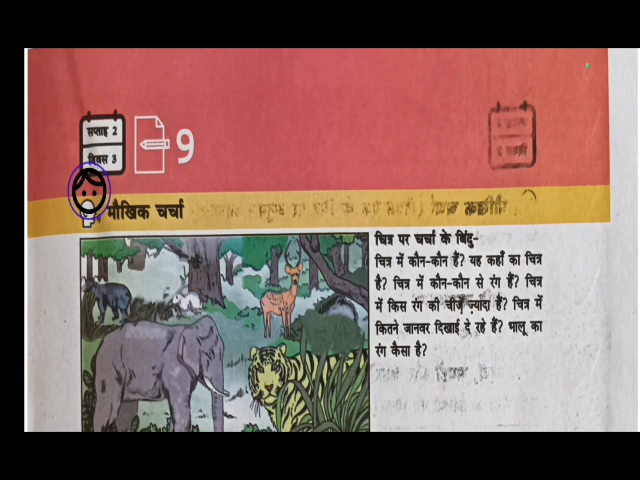 सप्ताह 2
दिवस 3
9
मौखिक चर्चा
चित्र पर चर्चा के बिंदु-
चित्र में कौन-कौन हैं? यह कहाँ का चित्र
है? चित्र में कौन-कौन से रंग हैं? चित्र
में किस रंग की चीजें ज़्यादा हैं? चित्र में
कितने जानवर दिखाई दे रहे हैं? भालू का
रंग कैसा है?